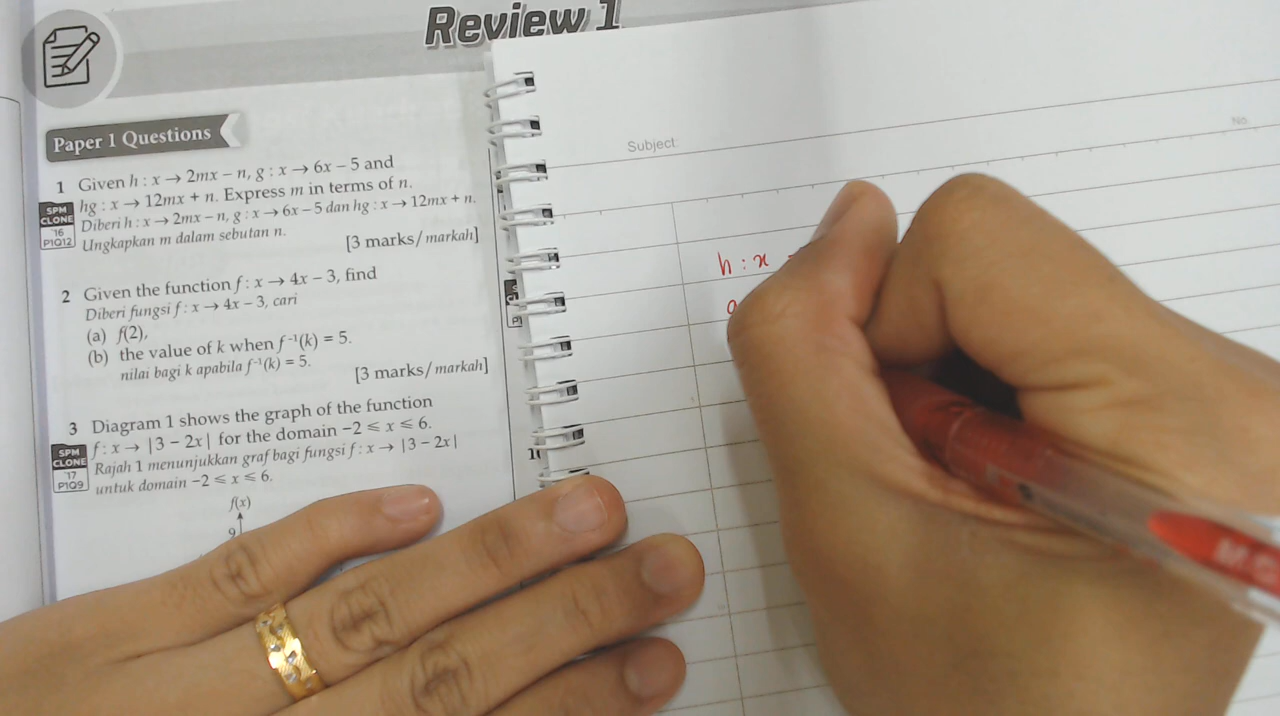 Review 1
Paper 1 Questions
1 Given h : x → 2mx – n, g : x → 6x – 5 and
hg : x → 12mx + n. Express m in terms of n.
Diberi h : x → 2mx – n, g : x → 6x – 5 dan hg : x → 12mx + n.
Ungkapkan m dalam sebutan n.
[3 marks/markah]
SPM
CLONE
16
P1Q12
2 Given the function f : x → 4x – 3, find
Diberi fungsi f : x → 4x – 3, cari
(a) f(2),
(b) the value of k when f⁻¹(k) = 5.
nilai bagi k apabila f⁻¹(k) = 5.
[3 marks/markah]
3 Diagram 1 shows the graph of the function
f : x → |3 – 2x| for the domain –2 ⩽ x ⩽ 6.
Rajah 1 menunjukkan graf bagi fungsi f : x → |3 – 2x|
untuk domain –2 ⩽ x ⩽ 6.
SPM
CLONE
17
P1Q9
f(x)
9
Subject:
No.
h : x